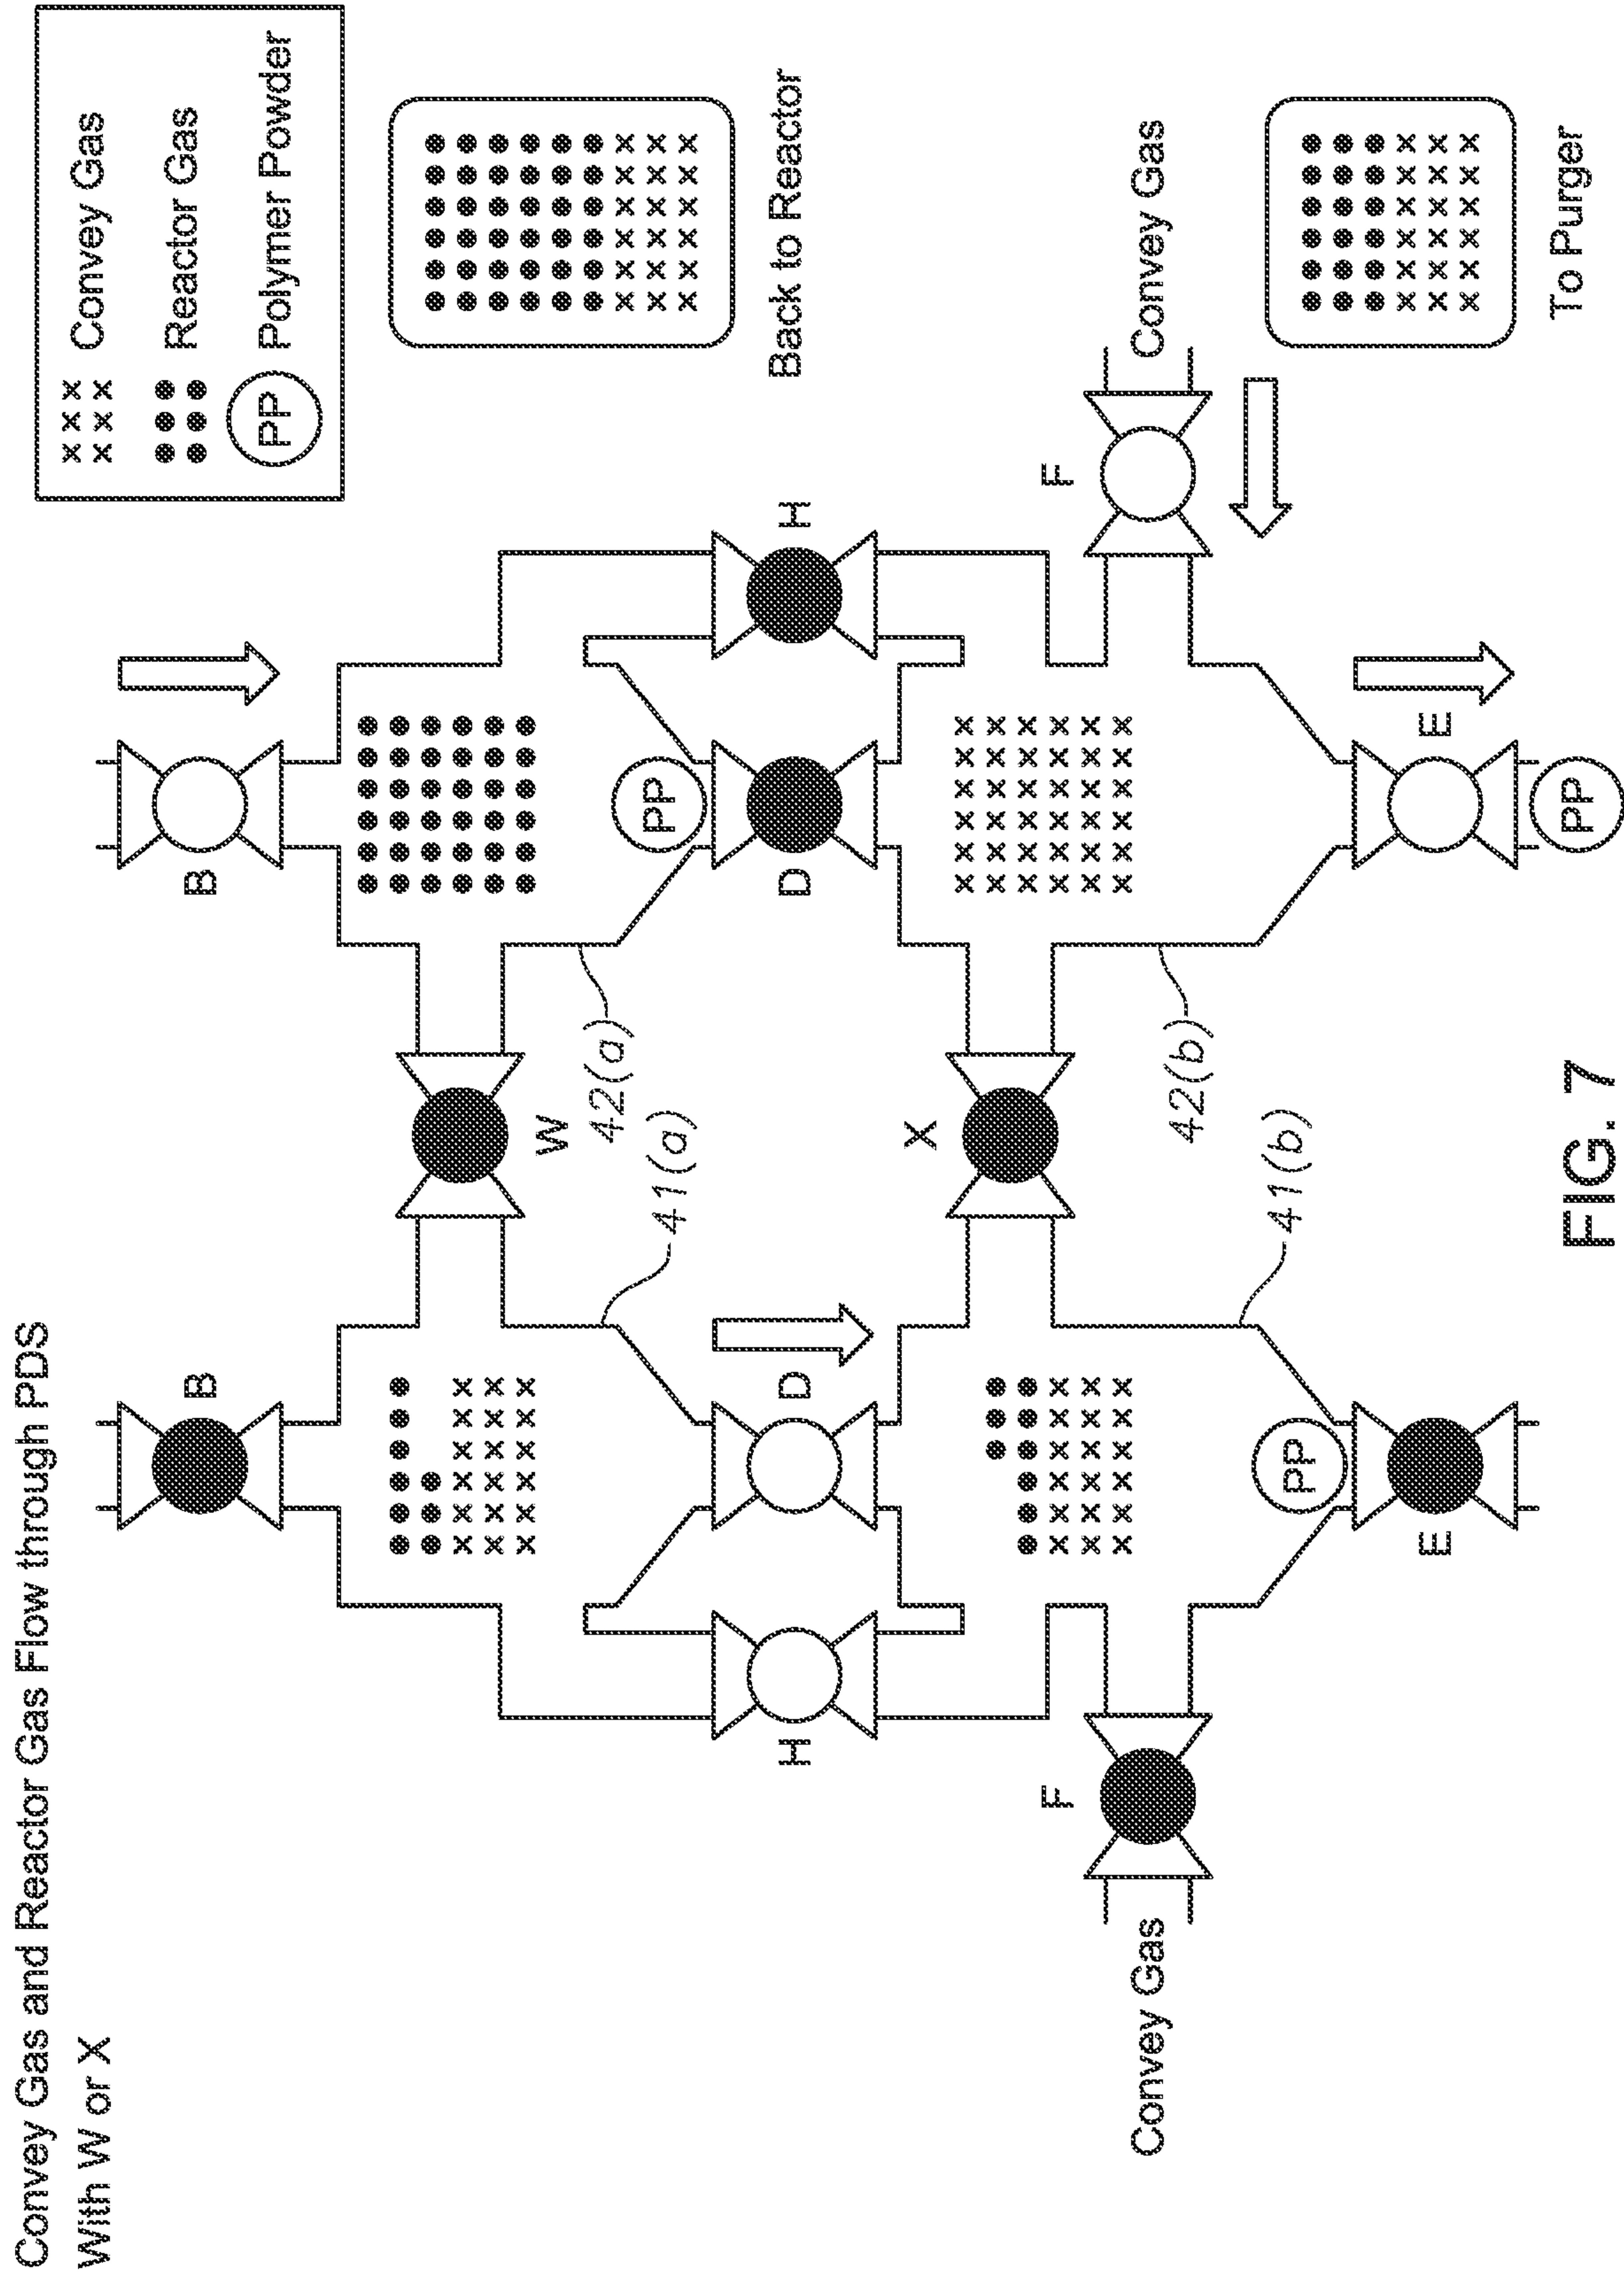 Convey Gas and Reactor Gas Flow through PDS
With W or X
Convey Gas
Reactor Gas
PP Polymer Powder
B
B
W
41(a)
42(a)
PP
H
D
D
H
Back to Reactor
X
F
F
Convey Gas
Convey Gas
41(b)
42(b)
PP
E
E
PP
To Purger
FIG. 7